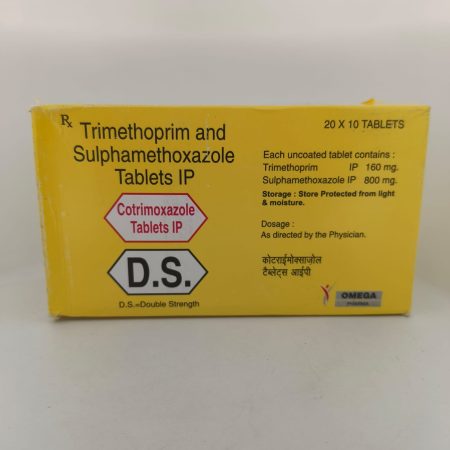 Rx
Trimethoprim and
Sulphamethoxazole
Tablets IP
Cotrimoxazole
Tablets IP
D.S.
D.S.=Double Strength
20 X 10 TABLETS
Each uncoated tablet contains :
Trimethoprim IP 160 mg.
Sulphamethoxazole IP 800 mg.
Storage : Store Protected from light
& moisture.
Dosage :
As directed by the Physician.
कोटराईमोक्साज़ोल
टैब्लेट्स आईपी
OMEGA
PHARMA